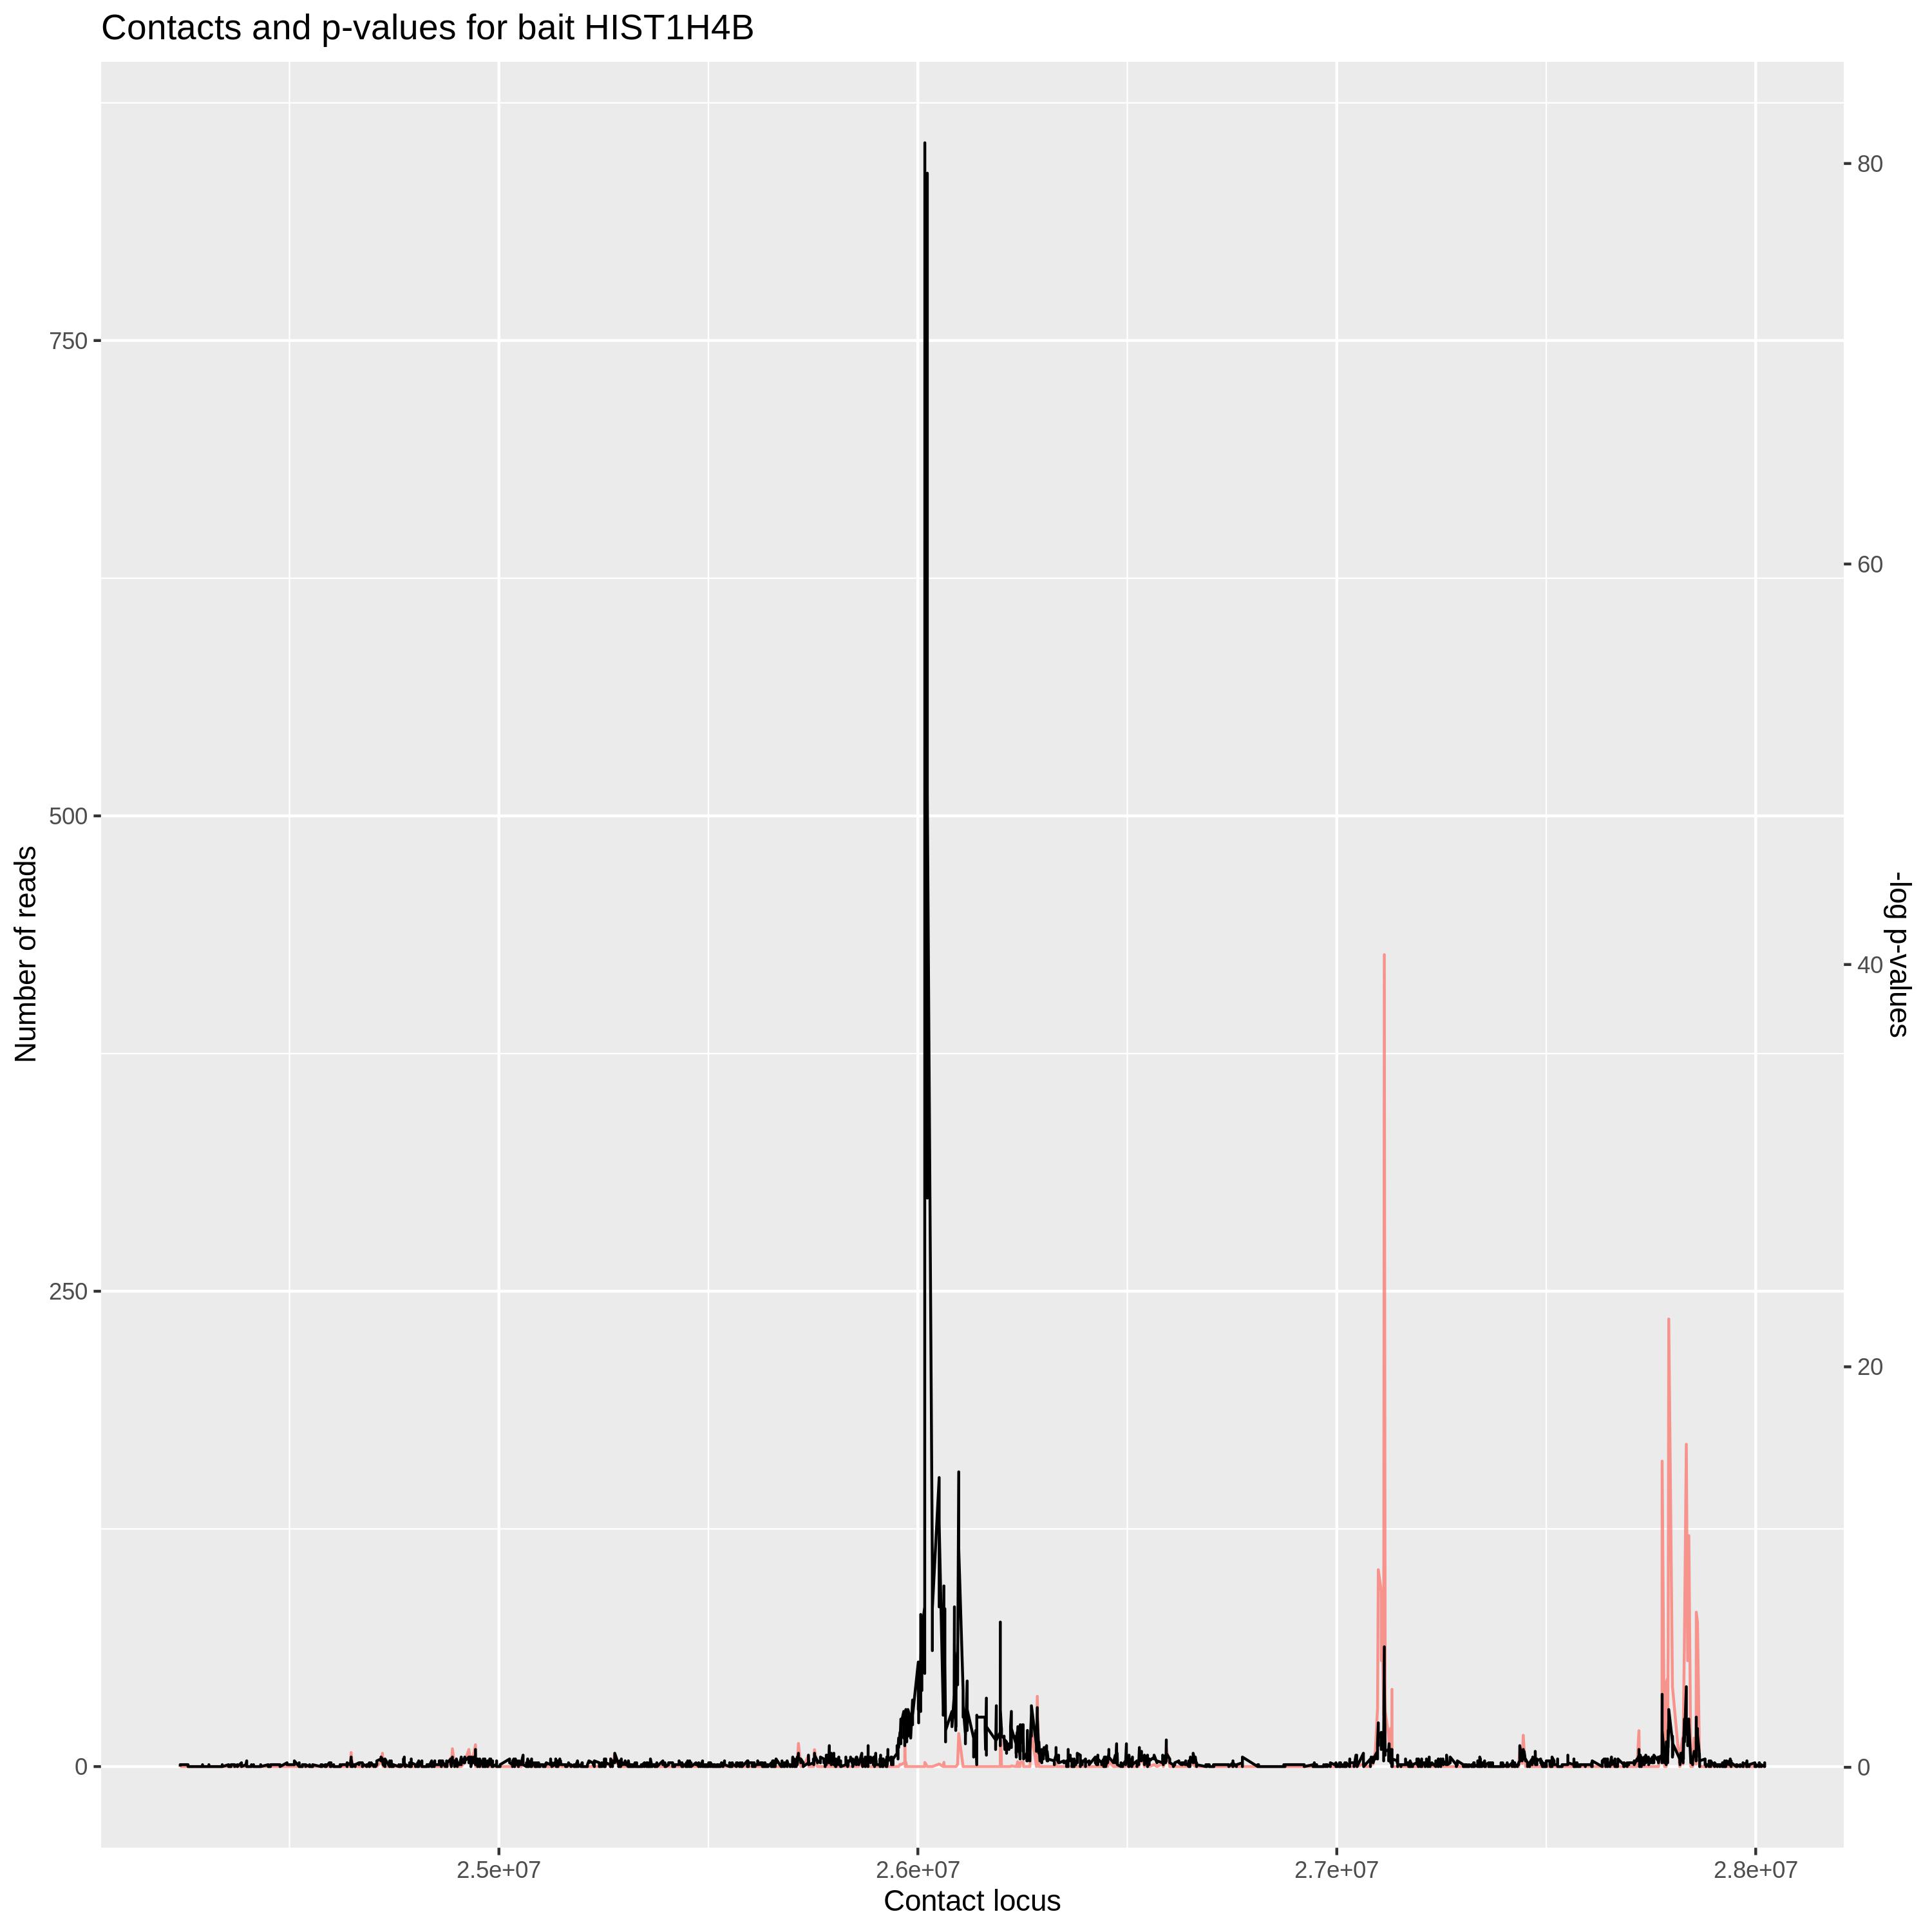 Contacts and p-values for bait HIST1H4B
750
500
250
0
80
60
40
20
0
Number of reads
-log p-values
2.5e+07
2.6e+07
2.7e+07
2.8e+07
Contact locus